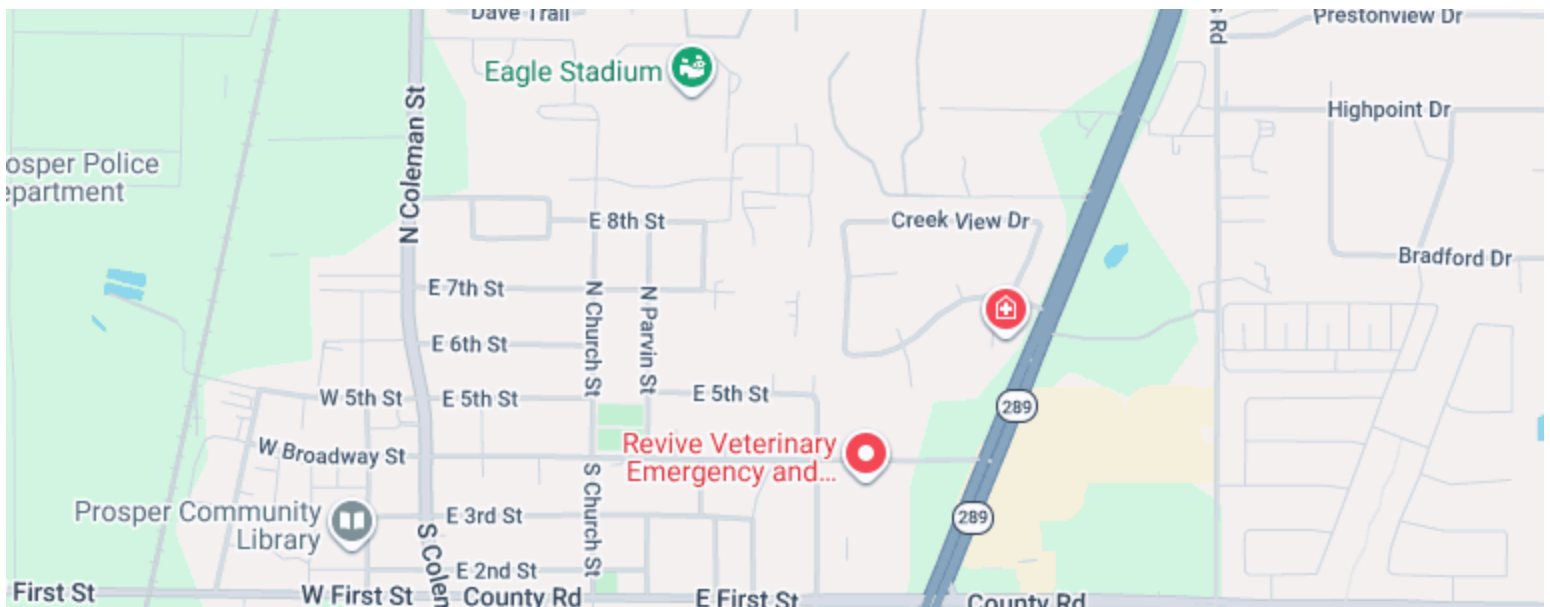 Dave Trail
Prestonview Dr
Rd
Eagle Stadium
Highpoint Dr
N Coleman St
osper Police
epartment
E 8th St
Creek View Dr
Bradford Dr
E 7th St
N Church St
N Parvin St
E 6th St
W 5th St
E 5th St
E 5th St
289
W Broadway St
Revive Veterinary
Emergency and...
S Church St
Prosper Community
Library
E 3rd St
289
S Colem
E 2nd St
First St
W First St
County Rd
E First St
County Rd